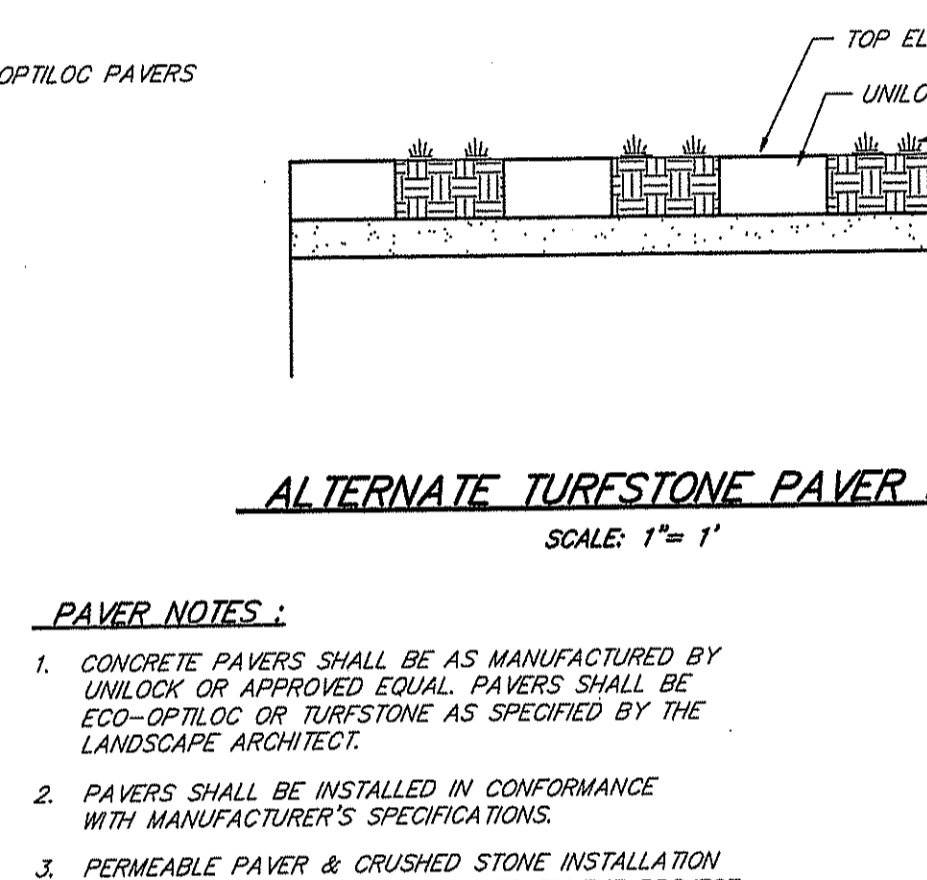 OPTILOC PAVERS
TOP EL
UNILO
ALTERNATE TURFSTONE PAVER
SCALE: 1"= 1'
PAVER NOTES :
1. CONCRETE PAVERS SHALL BE AS MANUFACTURED BY
UNILOCK OR APPROVED EQUAL. PAVERS SHALL BE
ECO-OPTILOC OR TURFSTONE AS SPECIFIED BY THE
LANDSCAPE ARCHITECT.
2. PAVERS SHALL BE INSTALLED IN CONFORMANCE
WITH MANUFACTURER'S SPECIFICATIONS.
3. PERMEABLE PAVER & CRUSHED STONE INSTALLATION